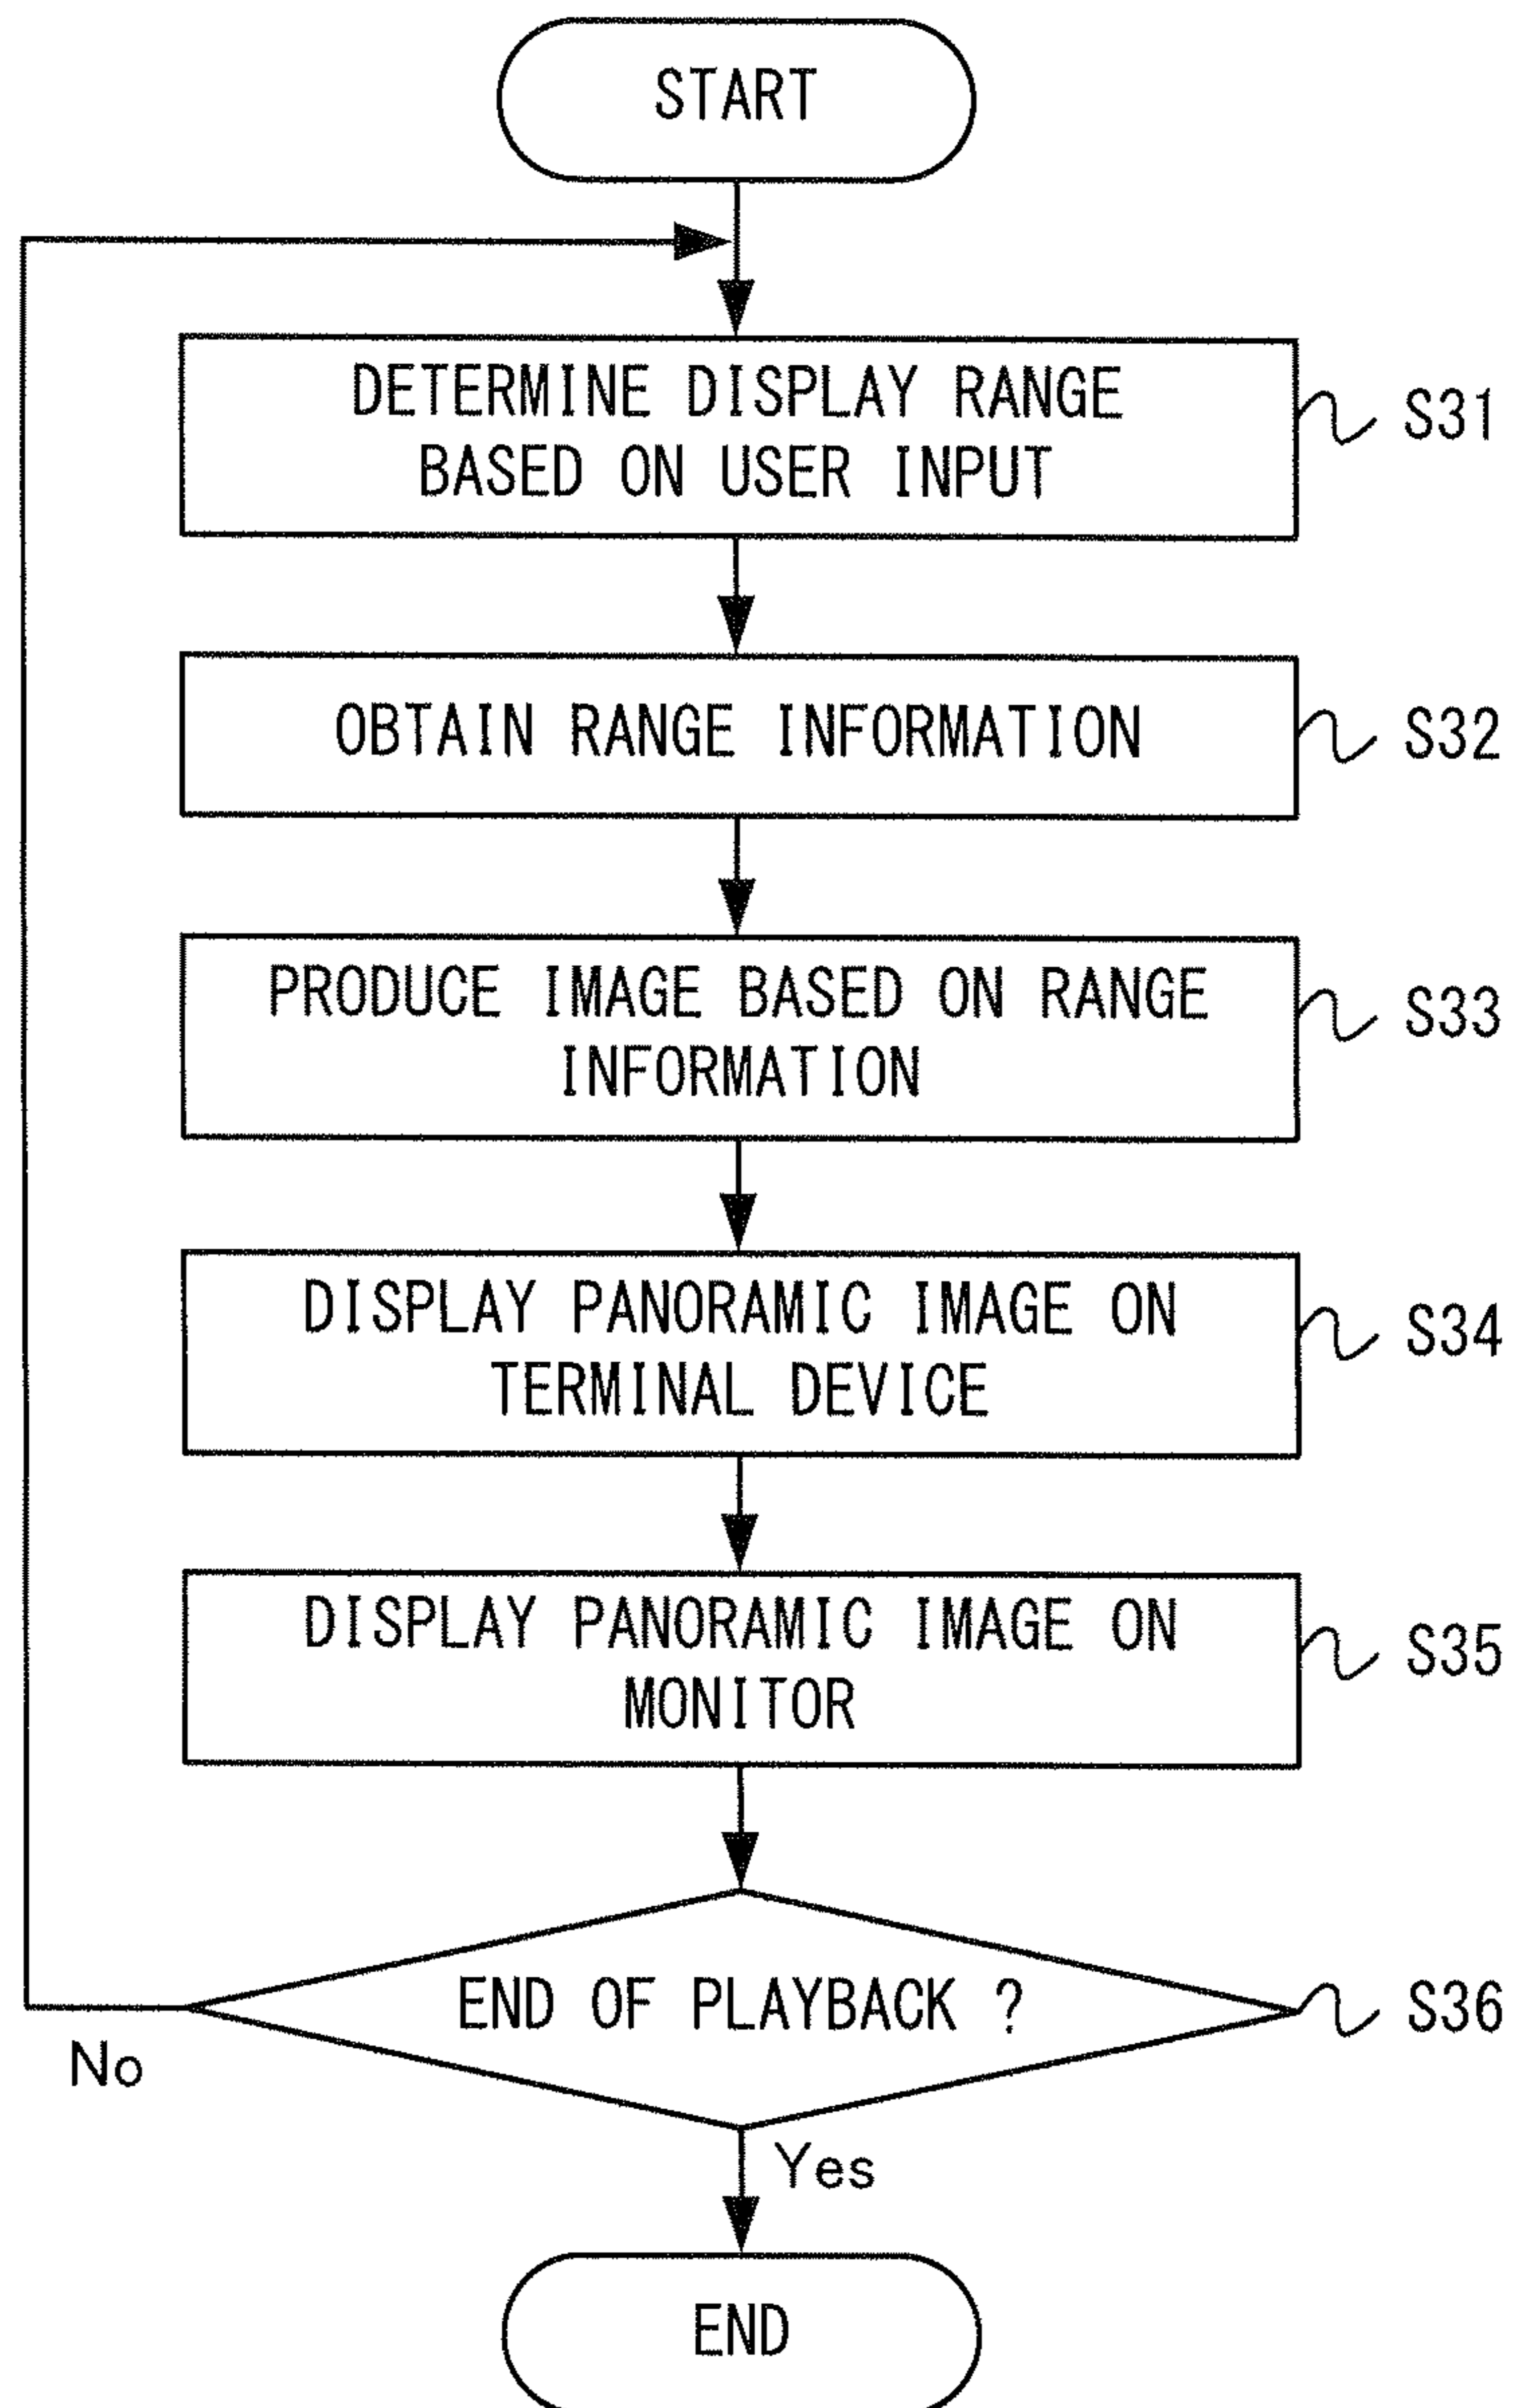 START
DETERMINE DISPLAY RANGE
BASED ON USER INPUT
S31
OBTAIN RANGE INFORMATION
S32
PRODUCE IMAGE BASED ON RANGE
INFORMATION
S33
DISPLAY PANORAMIC IMAGE ON
TERMINAL DEVICE
S34
DISPLAY PANORAMIC IMAGE ON
MONITOR
S35
END OF PLAYBACK ?
S36
No
Yes
END